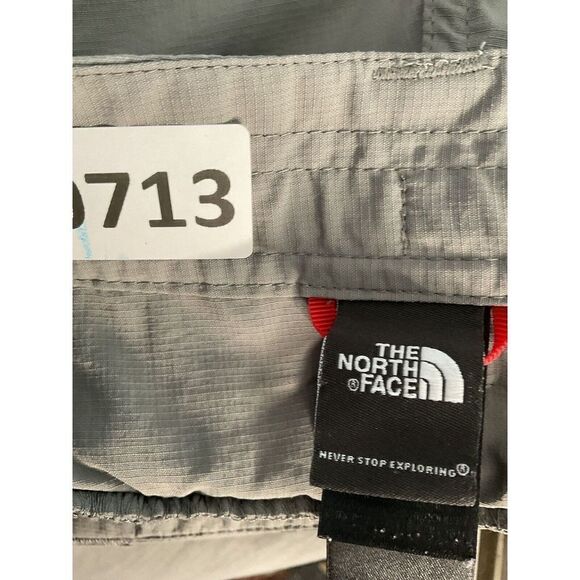 713
THE
NORTH
®FACE
NEVER STOP EXPLORING®